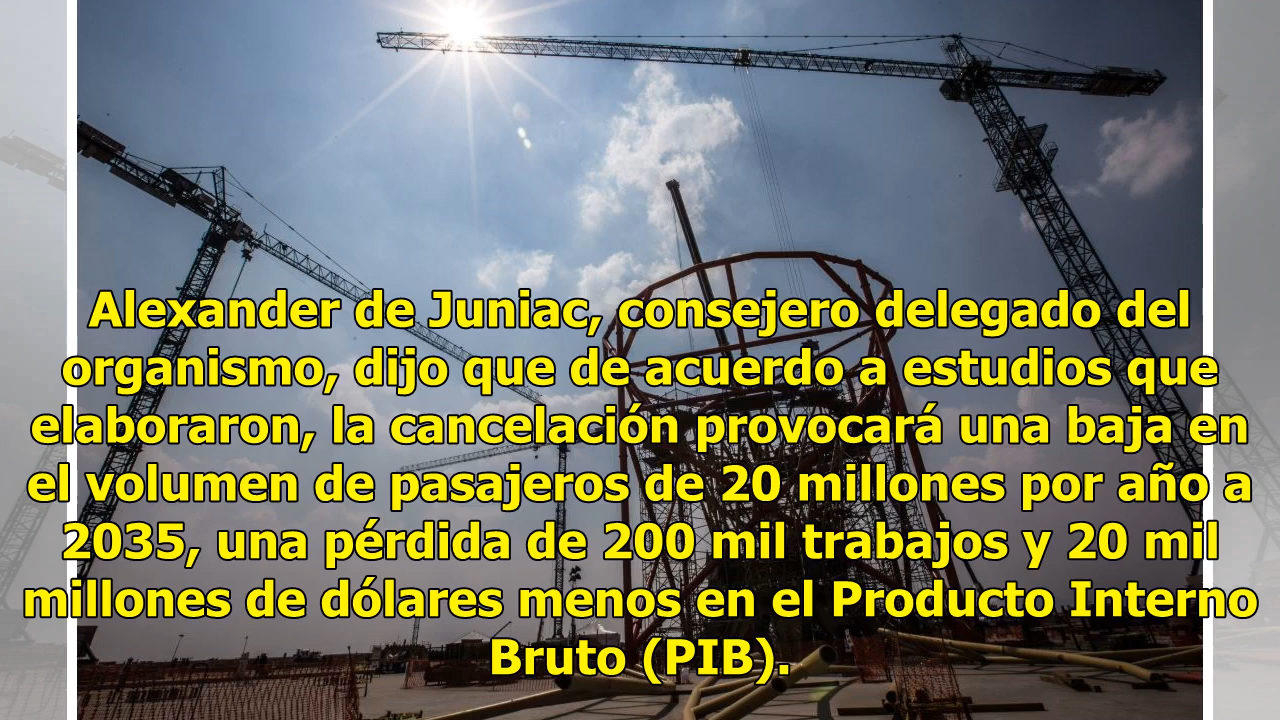 Alexander de Juniac, consejero delegado del
organismo, dijo que de acuerdo a estudios que
elaboraron, la cancelación provocará una baja en
el volumen de pasajeros de 20 millones por año a
2035, una pérdida de 200 mil trabajos y 20 mil
millones de dólares menos en el Producto Interno
Bruto (PIB).